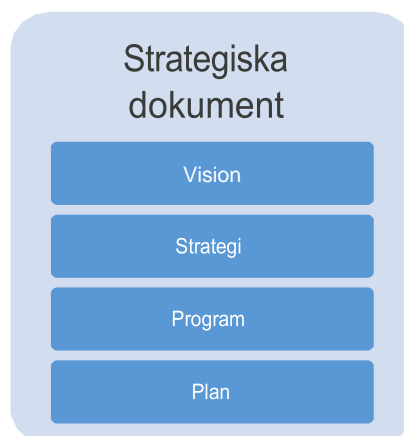 Strategiska
dokument
Vision
Strategi
Program
Plan